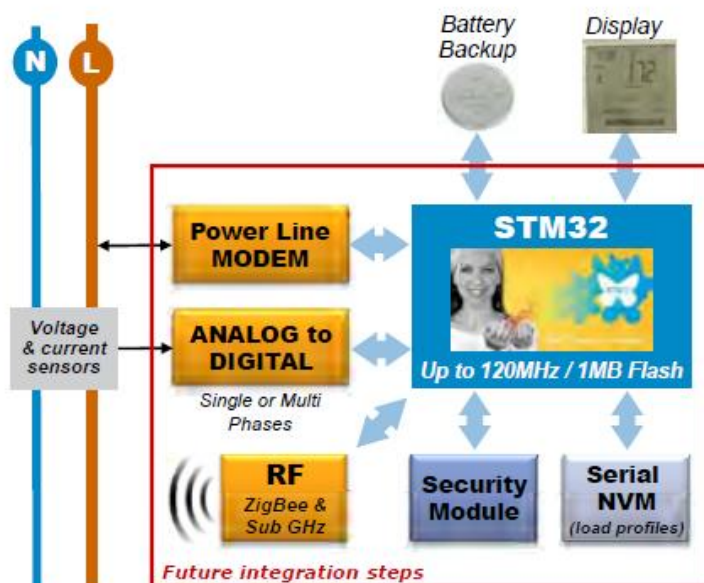 Battery
Backup
Display
N
L
172
Power Line
MODEM
STM32
Voltage
& current
sensors
ANALOG to
DIGITAL
Up to 120MHz / 1MB Flash
Single or Multi
Phases
RF
ZigBee &
Sub GHz
Security
Module
Serial
NVM
(load profiles)
Future integration steps